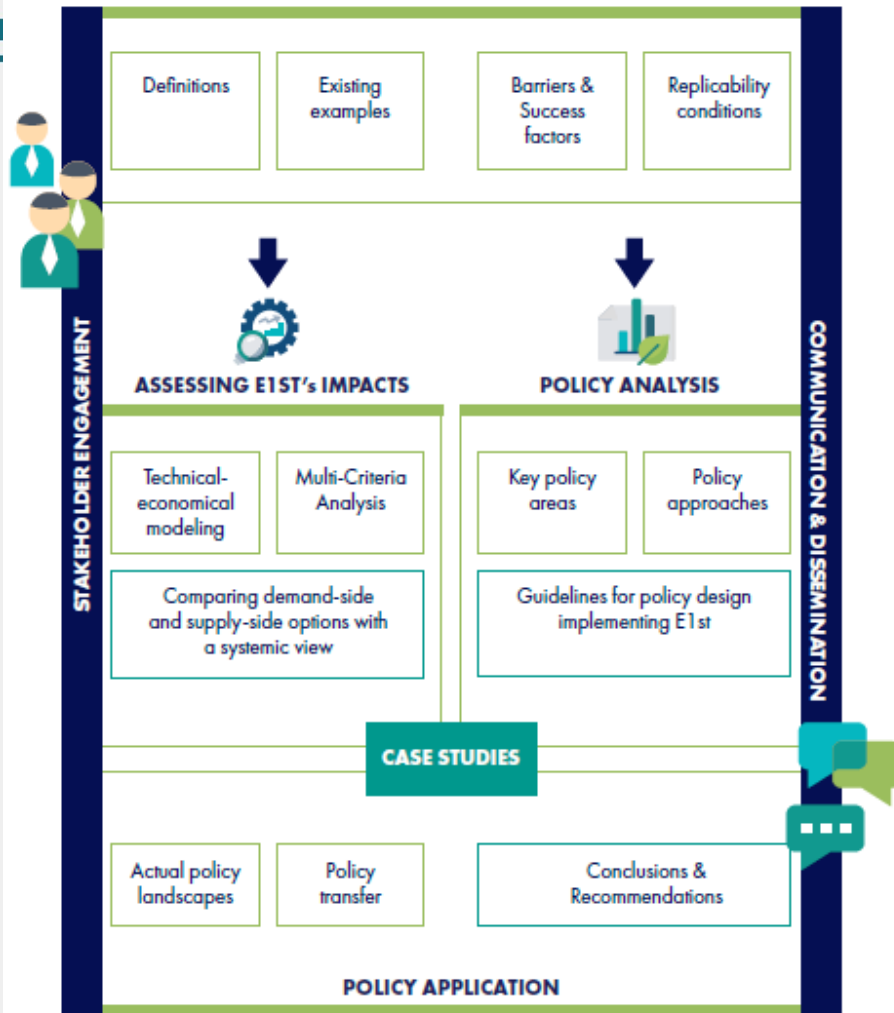 Definitions
Existing
examples
Barriers &
Success
factors
Replicability
conditions
STAKEHOLDER ENGAGEMENT
COMMUNICATION & DISSEMINATION
ASSESSING E1ST's IMPACTS
POLICY ANALYSIS
Technical-
economical
modeling
Multi-Criteria
Analysis
Key policy
areas
Policy
approaches
Comparing demand-side
and supply-side options with
a systemic view
Guidelines for policy design
implementing E1st
CASE STUDIES
Actual policy
landscapes
Policy
transfer
Conclusions &
Recommendations
POLICY APPLICATION